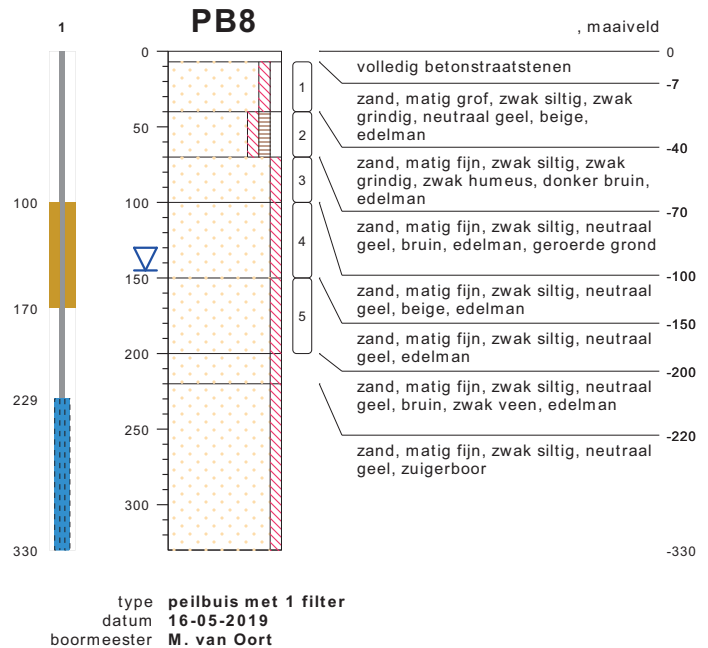 PB8
1
, maaiveld
0
50
100
150
200
250
300
100
170
229
330
1
2
3
4
5
0
volledig betonstraatstenen
-7
zand, matig grof, zwak siltig, zwak
grindig, neutraal geel, beige,
edelman
-40
zand, matig fijn, zwak siltig, zwak
grindig, zwak humeus, donker bruin,
edelman
-70
zand, matig fijn, zwak siltig, neutraal
geel, bruin, edelman, geroerde grond
-100
zand, matig fijn, zwak siltig, neutraal
geel, beige, edelman
-150
zand, matig fijn, zwak siltig, neutraal
geel, edelman
-200
zand, matig fijn, zwak siltig, neutraal
geel, bruin, zwak veen, edelman
-220
zand, matig fijn, zwak siltig, neutraal
geel, zuigerboor
-330
type peilbuis met 1 filter
datum 16-05-2019
boormeester M. van Oort